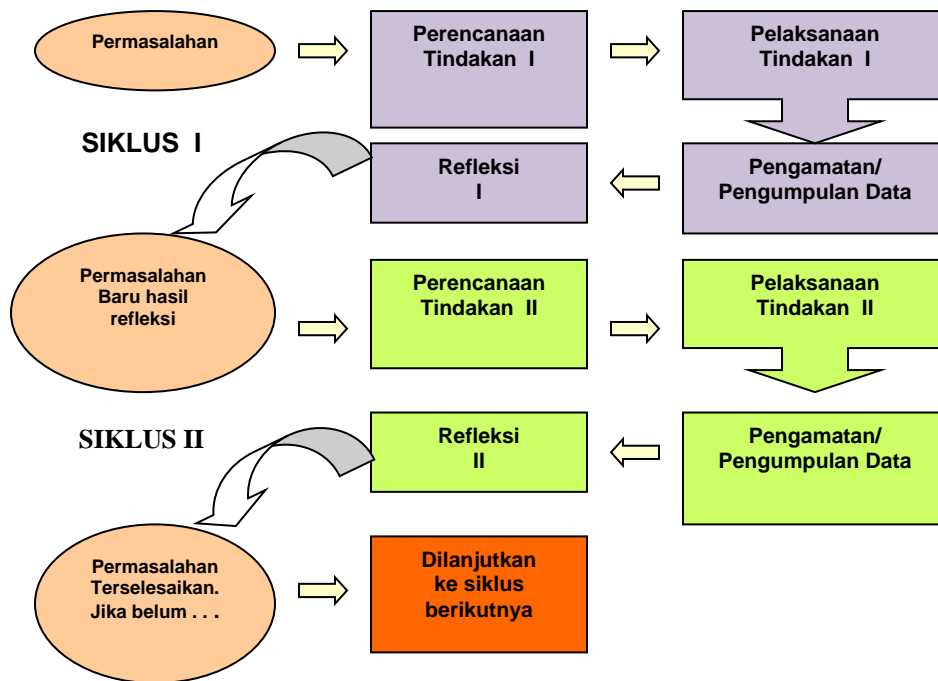 Permasalahan
Perencanaan
Tindakan I
Pelaksanaan
Tindakan I
SIKLUS I
Refleksi
I
Pengamatan/
Pengumpulan Data
Permasalahan
Baru hasil
refleksi
Perencanaan
Tindakan II
Pelaksanaan
Tindakan II
SIKLUS II
Refleksi
II
Pengamatan/
Pengumpulan Data
Permasalahan
Terselesaikan.
Jika belum . . .
Dilanjutkan
ke siklus
berikutnya